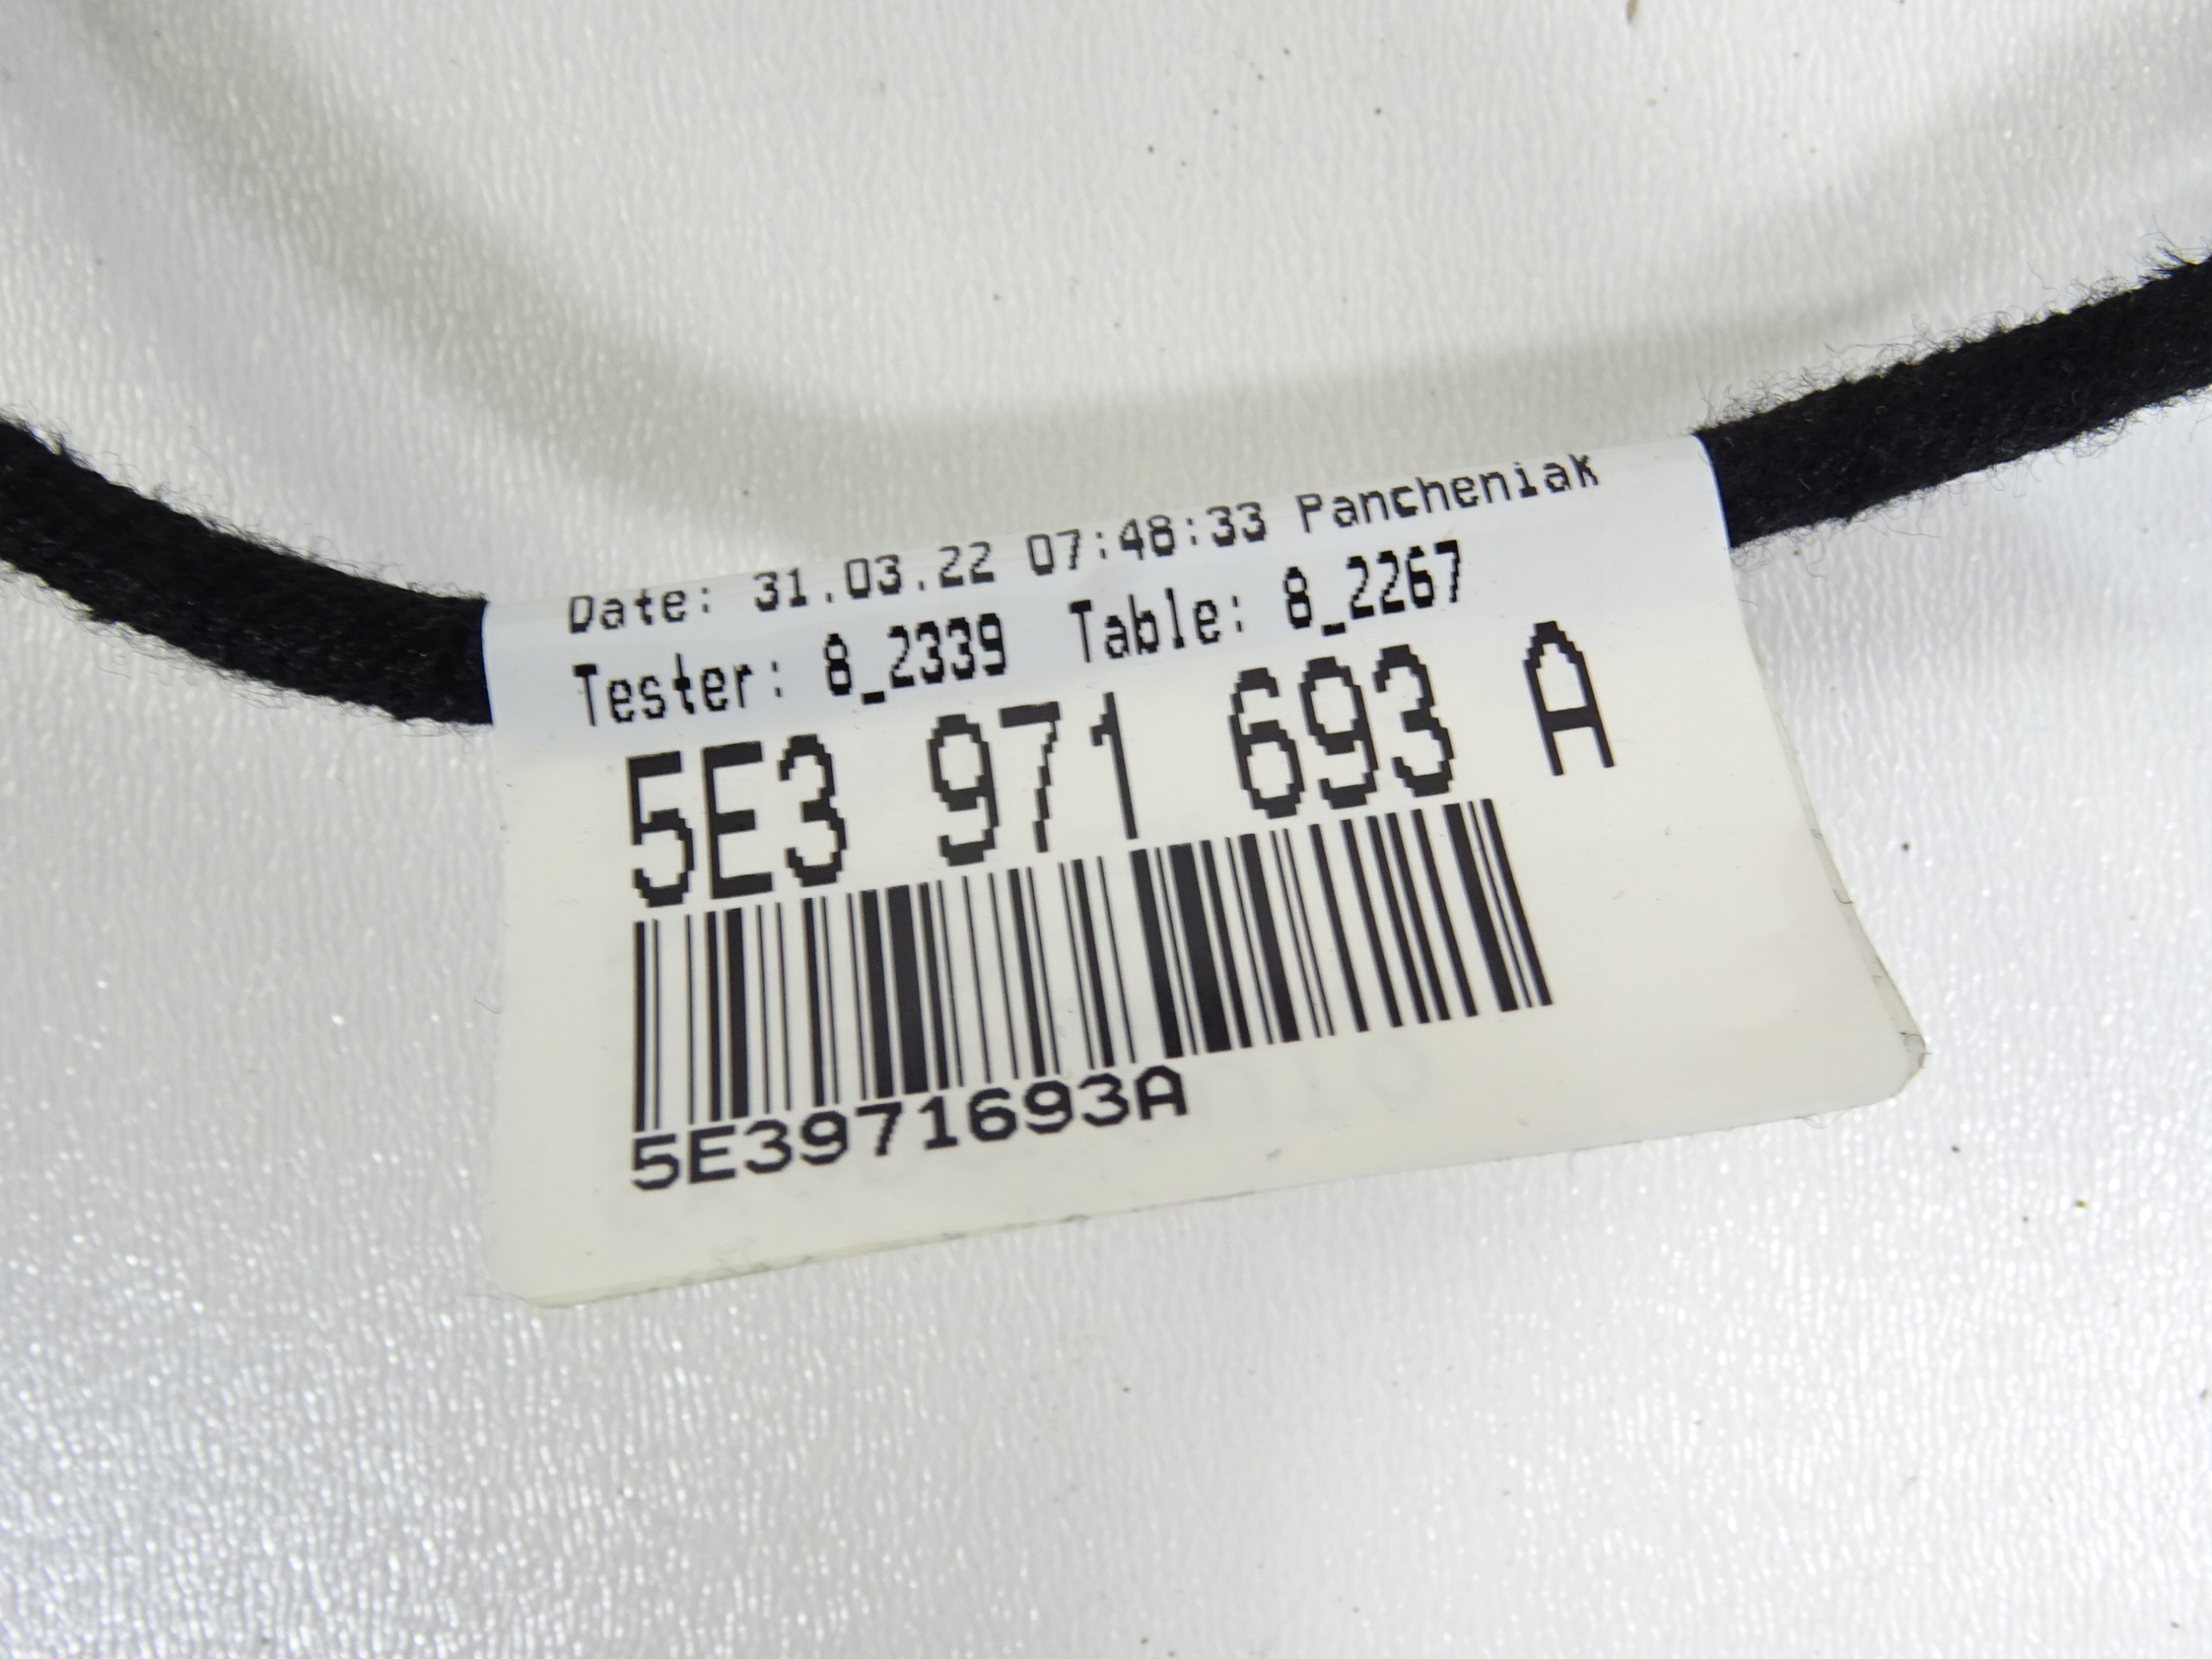 Date: 31.03.22 07:48:33 Pancheniak
Tester: 8_2339 Table: 8_2267
5E3 971 693 A
5E3971693A